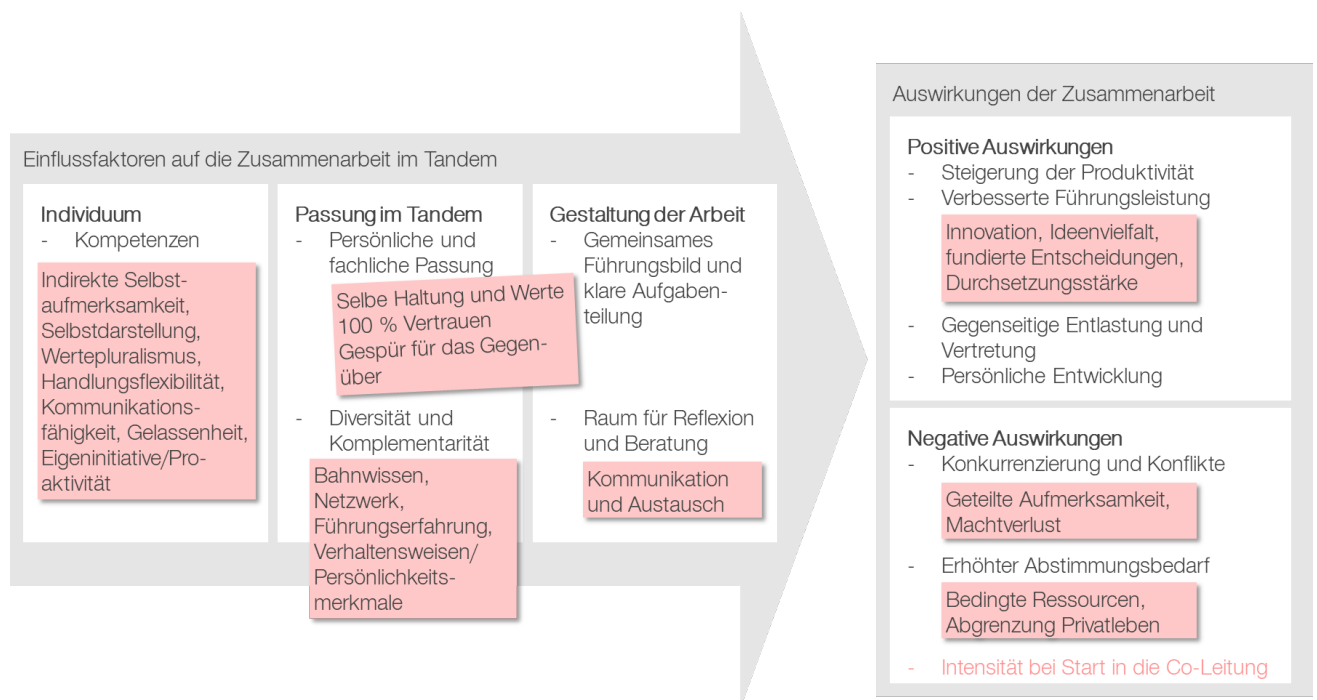 Einflussfaktoren auf die Zusammenarbeit im Tandem
Individuum
- Kompetenzen
Indirekte Selbst-
aufmerksamkeit,
Selbstdarstellung,
Wertepluralismus,
Handlungsflexibilität,
Kommunikations-
fähigkeit, Gelassenheit,
Eigeninitiative/Pro-
aktivität
Passung im Tandem
- Persönliche und
fachliche Passung
Selbe Haltung und Werte
100 % Vertrauen
Gespür für das Gegen-
über
- Diversität und
Komplementarität
Bahnwissen,
Netzwerk,
Führungserfahrung,
Verhaltensweisen/
Persönlichkeits-
merkmale
Gestaltung der Arbeit
- Gemeinsames
Führungsbild und
klare Aufgaben-
teilung
- Raum für Reflexion
und Beratung
Kommunikation
und Austausch
Auswirkungen der Zusammenarbeit
Positive Auswirkungen
- Steigerung der Produktivität
- Verbesserte Führungsleistung
Innovation, Ideenvielfalt,
fundierte Entscheidungen,
Durchsetzungsstärke
- Gegenseitige Entlastung und
Vertretung
- Persönliche Entwicklung
Negative Auswirkungen
- Konkurrenzierung und Konflikte
Geteilte Aufmerksamkeit,
Machtverlust
- Erhöhter Abstimmungsbedarf
Bedingte Ressourcen,
Abgrenzung Privatleben
- Intensität bei Start in die Co-Leitung